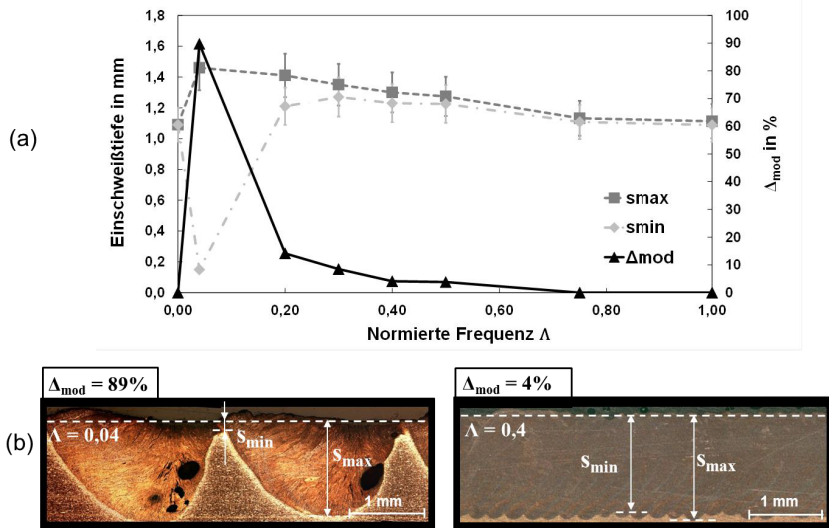 (a)
Einschweißtiefe in mm
1,8
1,6
1,4
1,2
1,0
0,8
0,6
0,4
0,2
0,0
100
90
80
70
60
50
40
30
20
10
0
Δmod in %
smax
smin
Δmod
0,00 0,20 0,40 0,60 0,80 1,00
Normierte Frequenz Λ
(b)
Δmod = 89%
Λ = 0,04
smin
smax
1 mm
Δmod = 4%
Λ = 0,4
smin
smax
1 mm